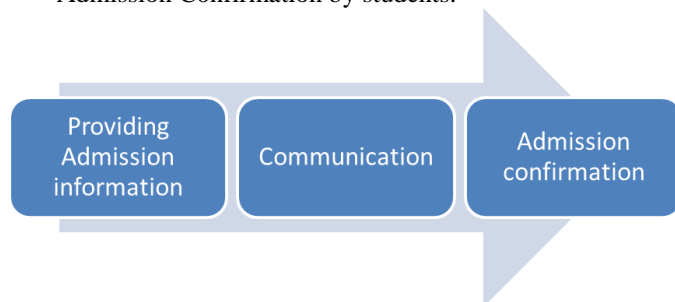 Admission Confirmation by students.
Providing
Admission
information
Communication
Admission
confirmation